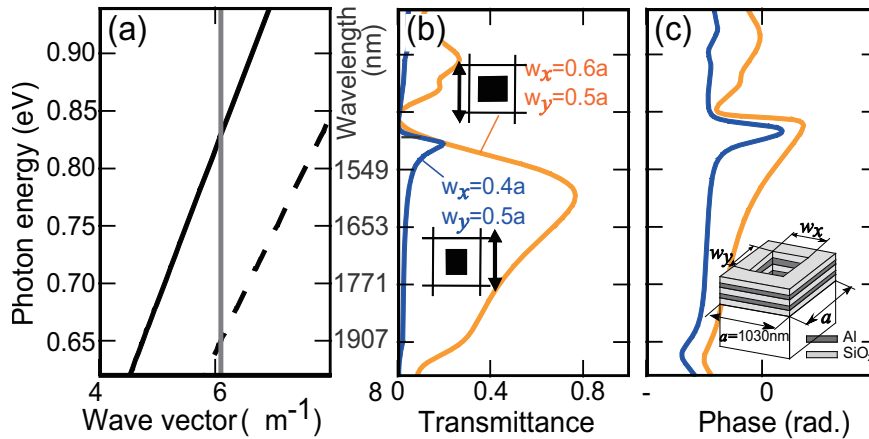 (a)
(b)
(c)
0.90
0.85
0.80
0.75
0.70
0.65
Photon energy (eV)
4
6
8
Wave vector( m-1)
Wavelength
(nm)
1549
1653
1771
1907
wx=0.6a
wy=0.5a
wx=0.4a
wy=0.5a
0
0.4
0.8
Transmittance
wx
wy
a
a=1030nm
Al
SiO
-
0
Phase (rad.)